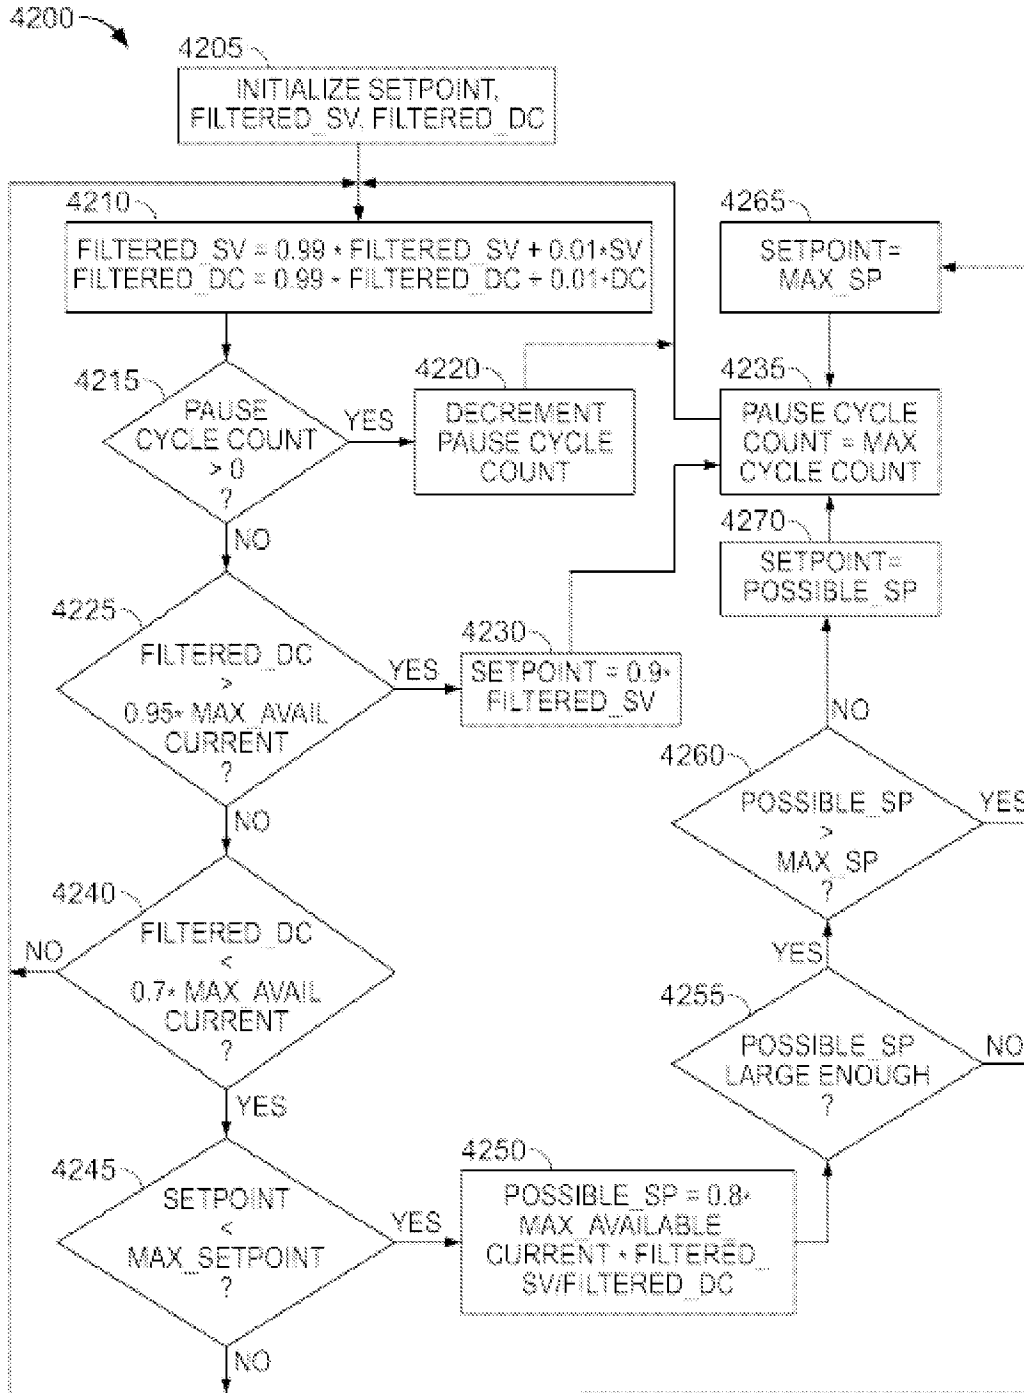 4200
4205
INITIALIZE SETPOINT,
FILTERED_SV, FILTERED_DC
4210
FILTERED_SV = 0.99 * FILTERED_SV + 0.01*SV
FILTERED_DC = 0.99 * FILTERED_DC + 0.01*DC
4265
SETPOINT=
MAX_SP
4215
PAUSE
CYCLE COUNT
> 0
?
YES
NO
4220
DECREMENT
PAUSE CYCLE
COUNT
4235
PAUSE CYCLE
COUNT = MAX
CYCLE COUNT
4270
SETPOINT=
POSSIBLE_SP
4225
FILTERED_DC
>
0.95* MAX_AVAIL
CURRENT
?
YES
NO
4230
SETPOINT = 0.9*
FILTERED_SV
NO
4260
POSSIBLE_SP
>
MAX_SP
?
YES
4240
FILTERED_DC
<
0.7* MAX_AVAIL
CURRENT
?
NO
YES
YES
4255
POSSIBLE_SP
LARGE ENOUGH
?
NO
4245
SETPOINT
<
MAX_SETPOINT
?
YES
NO
4250
POSSIBLE_SP = 0.8*
MAX_AVAILABLE_
CURRENT * FILTERED_
SV/FILTERED_DC